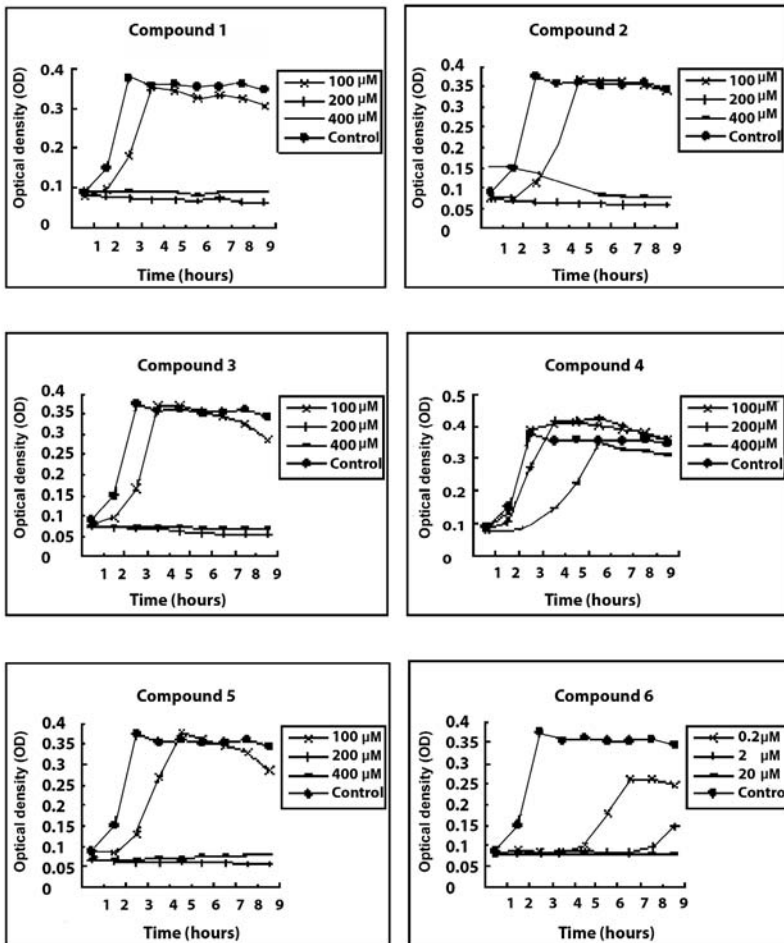 Compound 1
Optical density (OD)
0.4
0.3
0.2
0.1
0
1 2 3 4 5 6 7 8 9
Time (hours)
100 µM
200 µM
400 µM
Control
Compound 2
Optical density (OD)
0.4
0.35
0.3
0.25
0.2
0.15
0.1
0.05
0
1 2 3 4 5 6 7 8 9
Time (hours)
100 µM
200 µM
400 µM
Control
Compound 3
Optical density (OD)
0.4
0.35
0.3
0.25
0.2
0.15
0.1
0.05
0
1 2 3 4 5 6 7 8 9
Time (hours)
100 µM
200 µM
400 µM
Control
Compound 4
Optical density (OD)
0.5
0.4
0.3
0.2
0.1
0
1 2 3 4 5 6 7 8 9
Time (hours)
100 µM
200 µM
400 µM
Control
Compound 5
Optical density (OD)
0.4
0.35
0.3
0.25
0.2
0.15
0.1
0.05
0
1 2 3 4 5 6 7 8 9
Time (hours)
100 µM
200 µM
400 µM
Control
Compound 6
Optical density (OD)
0.4
0.35
0.3
0.25
0.2
0.15
0.1
0.05
0
1 2 3 4 5 6 7 8 9
Time (hours)
0.2 µM
2 µM
20 µM
Control